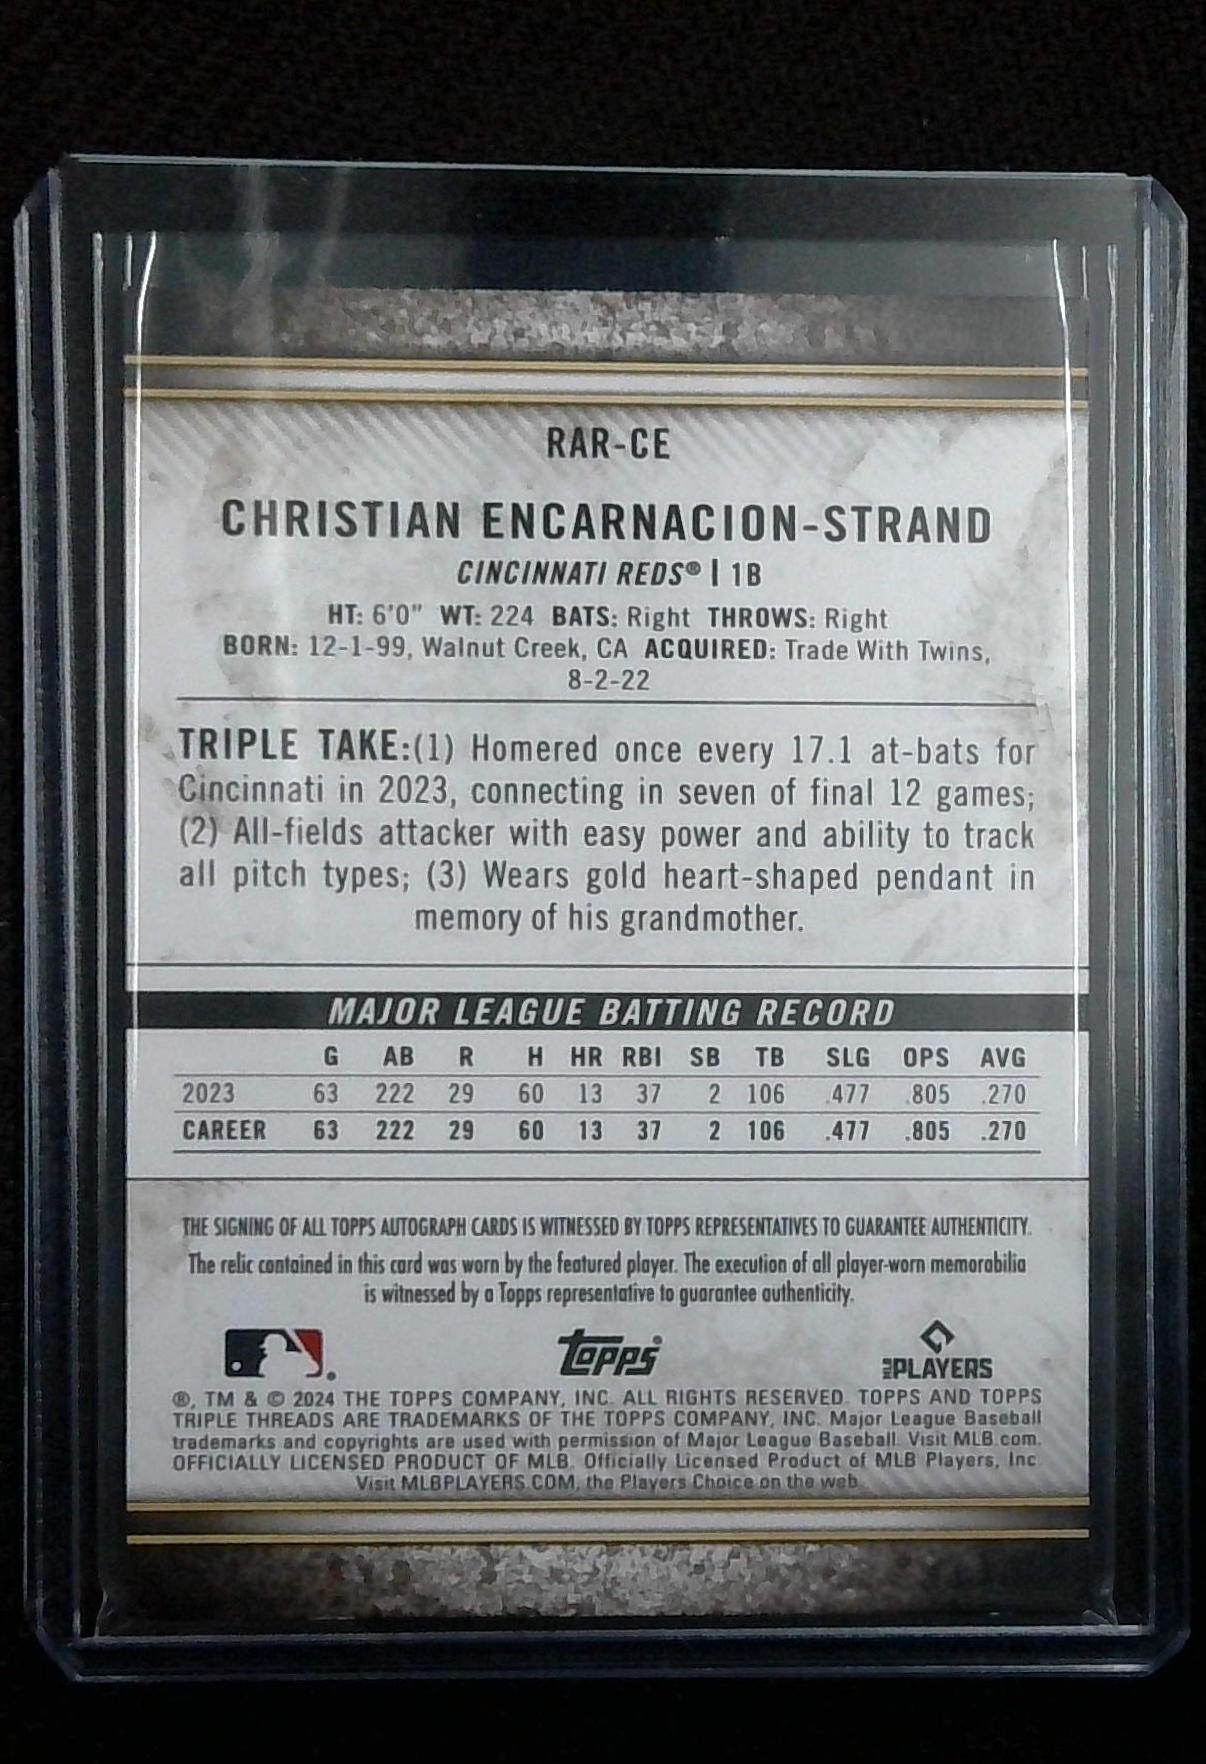 RAR-CE
CHRISTIAN ENCARNACION-STRAND
CINCINNATI REDS® | 1B
HT: 6'0" WT: 224 BATS: Right THROWS: Right
BORN: 12-1-99, Walnut Creek, CA ACQUIRED: Trade With Twins,
8-2-22
TRIPLE TAKE:(1) Homered once every 17.1 at-bats for
Cincinnati in 2023, connecting in seven of final 12 games;
(2) All-fields attacker with easy power and ability to track
all pitch types; (3) Wears gold heart-shaped pendant in
memory of his grandmother.
MAJOR LEAGUE BATTING RECORD
G AB R H HR RBI SB TB SLG OPS AVG
2023 63 222 29 60 13 37 2 106 .477 .805 .270
CAREER 63 222 29 60 13 37 2 106 .477 .805 .270
THE SIGNING OF ALL TOPPS AUTOGRAPH CARDS IS WITNESSED BY TOPPS REPRESENTATIVES TO GUARANTEE AUTHENTICITY.
The relic contained in this card was worn by the featured player. The execution of all player-worn memorabilia
is witnessed by a Topps representative to guarantee authenticity.
Topps
MLB PLAYERS
®, TM & © 2024 THE TOPPS COMPANY, INC. ALL RIGHTS RESERVED. TOPPS AND TOPPS
TRIPLE THREADS ARE TRADEMARKS OF THE TOPPS COMPANY, INC. Major League Baseball
trademarks and copyrights are used with permission of Major League Baseball. Visit MLB.com.
OFFICIALLY LICENSED PRODUCT OF MLB. Officially Licensed Product of MLB Players, Inc.
Visit MLBPLAYERS.COM, the Players Choice on the web.